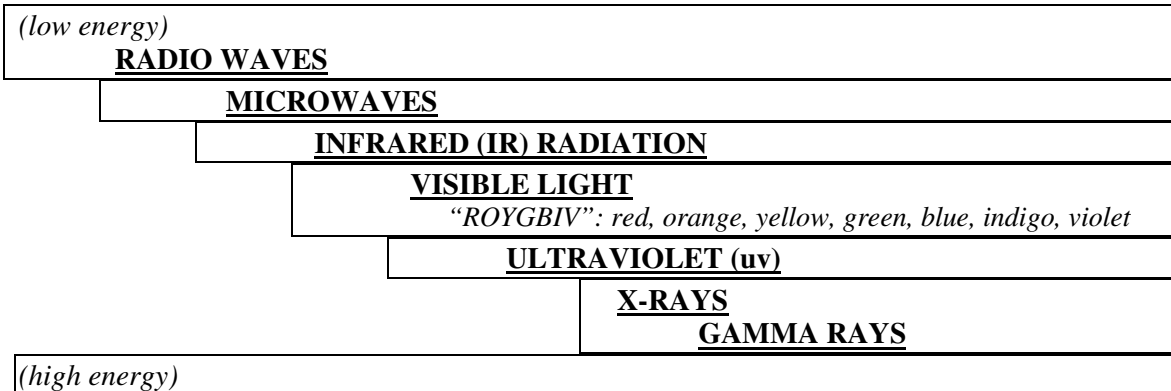 (low energy)
RADIO WAVES
MICROWAVES
INFRARED (IR) RADIATION
VISIBLE LIGHT
“ROYGBIV”: red, orange, yellow, green, blue, indigo, violet
ULTRAVIOLET (uv)
X-RAYS
GAMMA RAYS
(high energy)